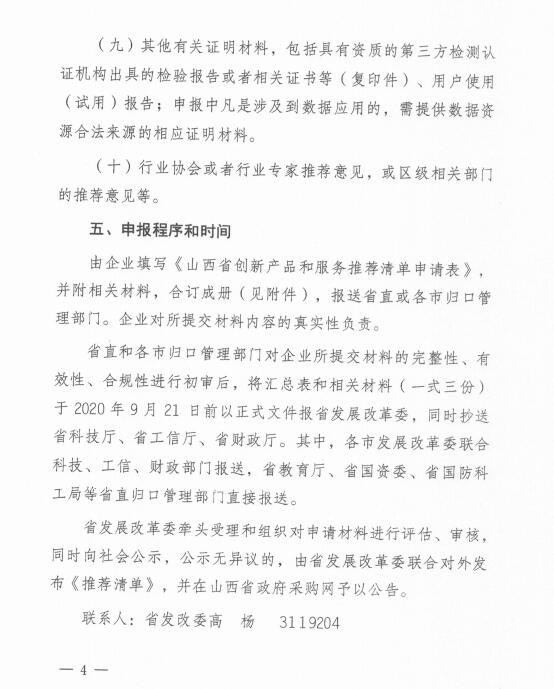 （九）其他有关证明材料，包括具有资质的第三方检测认
证机构出具的检验报告或者相关证书等（复印件）、用户使用
（试用）报告；申报中凡是涉及到数据应用的，需提供数据资
源合法来源的相应证明材料。
（十）行业协会或者行业专家推荐意见，或区级相关部门
的推荐意见等。
五、申报程序和时间
由企业填写《山西省创新产品和服务推荐清单申请表》，
并附相关材料，合订成册（见附件），报送省直或各市归口管
理部门。企业对所提交材料内容的真实性负责。
省直和各市归口管理部门对企业所提交材料的完整性、有
效性、合规性进行初审后，将汇总表和相关材料（一式三份）
于2020年9月21日前以正式文件报省发展改革委，同时抄送
省科技厅、省工信厅、省财政厅。其中，各市发展改革委联合
科技、工信、财政部门报送，省教育厅、省国资委、省国防科
工局等省直归口管理部门直接报送。
省发展改革委牵头受理和组织对申请材料进行评估、审核，
同时向社会公示，公示无异议的，由省发展改革委联合对外发
布《推荐清单》，并在山西省政府采购网予以公告。
联系人：省发改委高 杨 3119204
— 4 —